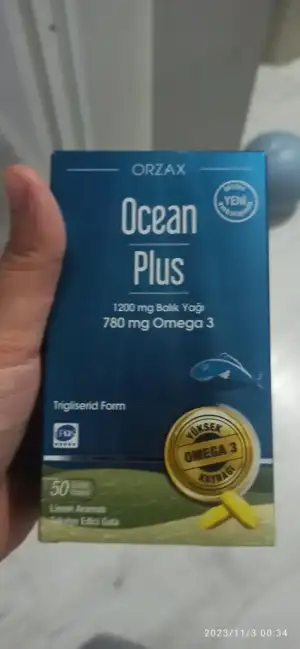 ORZAX
YENİ
Ocean
Plus
1200 mg Balık Yağı
780 mg Omega 3
Trigliserid Form
YÜKSEK
OMEGA 3
KAYNAĞI
50
Limon Aromalı
Takviye Edici Gıda
2023/11/3 00:34